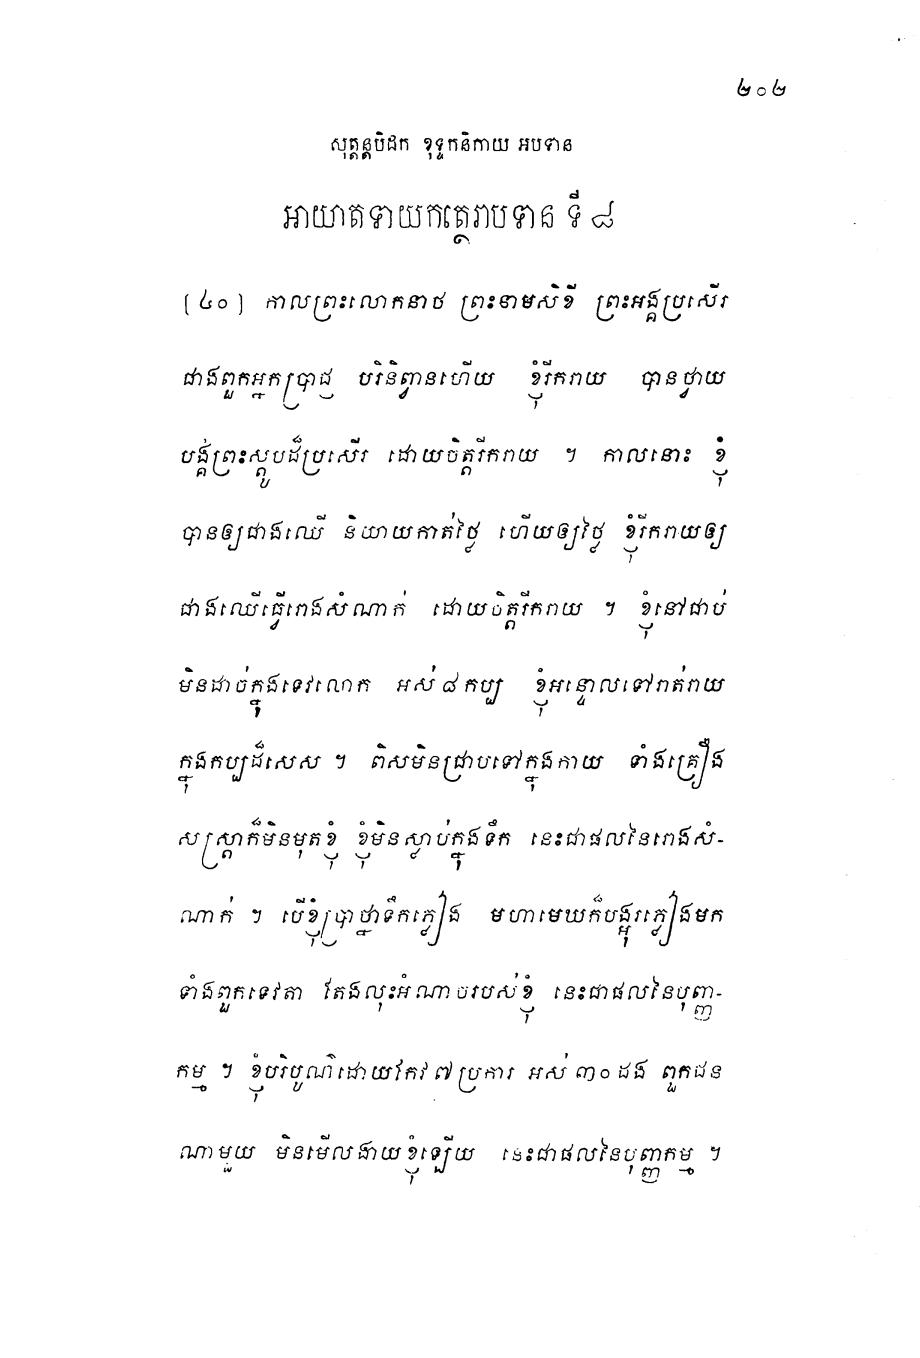 ២០២
សុត្តន្តបិដក ខុទ្ទកនិកាយ អបទាន
អាយាតទាយកត្ថេរាបទាន ទី ៨
[៤០] កាលព្រះលោកនាថ ព្រះនាមសិខី ព្រះអង្គប្រសើរ
ជាងពួកអ្នកប្រាជ្ញ បរិនិព្វានហើយ ខ្ញុំរីករាយ បានថ្វាយ
បង្គំព្រះស្តូបដ៏ប្រសើរ ដោយចិត្តរីករាយ ។ កាលនោះ ខ្ញុំ
បានឲ្យជាងឈើ និយាយកាត់ថ្លៃ ហើយឲ្យថ្លៃ ខ្ញុំរីករាយឲ្យ
ជាងឈើធ្វើរោងសំណាក់ ដោយចិត្តរីករាយ ។ ខ្ញុំនៅជាប់
មិនដាច់ក្នុងទេវលោក អស់ ៨ កប្ប ខ្ញុំអន្ទោលទៅរាត់រាយ
ក្នុងកប្បដ៏សេស ។ ពិសមិនជ្រាបទៅក្នុងកាយ ទាំងគ្រឿង
សស្ត្រាក៏មិនមុតខ្ញុំ ខ្ញុំមិនស្លាប់ក្នុងទឹក នេះជាផលនៃរោងសំ-
ណាក់ ។ បើខ្ញុំប្រាថ្នាទឹកភ្លៀង មហាមេឃក៏បង្អុរភ្លៀងមក
ទាំងពួកទេវតា តែងលុះអំណាចរបស់ខ្ញុំ នេះជាផលនៃបុញ្ញ-
កម្ម ។ ខ្ញុំបរិបូណ៌ដោយកែវ ៧ ប្រការ អស់ ៣០ ដង ពួកជន
ណាមួយ មិនមើលងាយខ្ញុំឡើយ នេះជាផលនៃបុញ្ញកម្ម ។